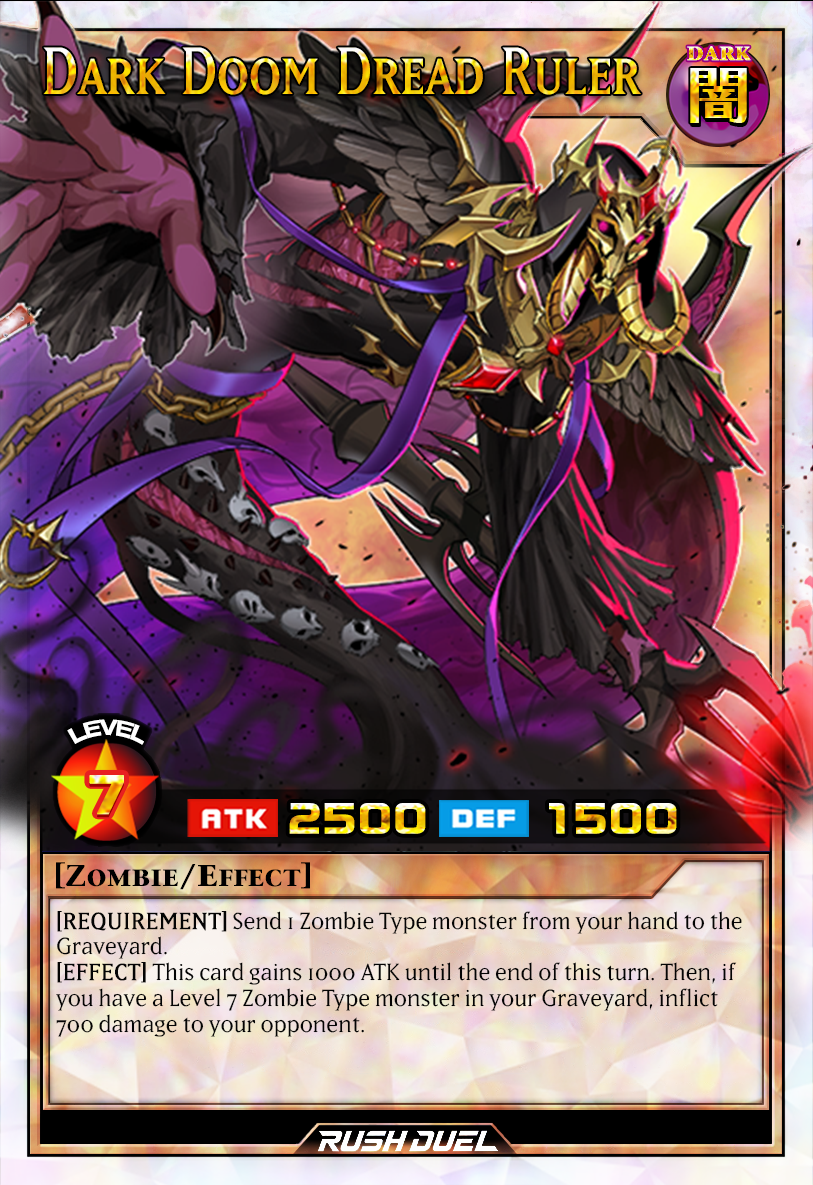 Dark Doom Dread Ruler
DARK
闇
LEVEL
7
ATK 2500 DEF 1500
[Zombie/Effect]
[REQUIREMENT] Send 1 Zombie Type monster from your hand to the
Graveyard.
[EFFECT] This card gains 1000 ATK until the end of this turn. Then, if
you have a Level 7 Zombie Type monster in your Graveyard, inflict
700 damage to your opponent.
RUSH DUEL